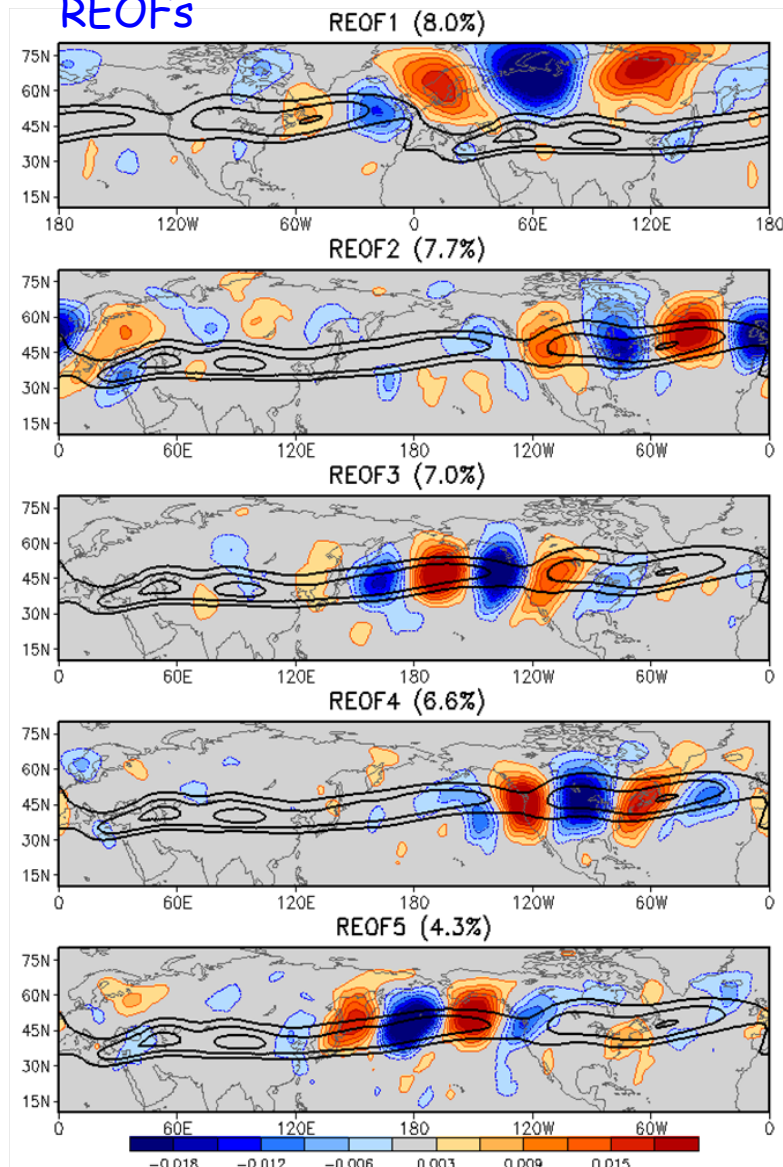 REOFs
REOF1 (8.0%)
75N
60N
45N
30N
15N
180 120W 60W 0 60E 120E 180
REOF2 (7.7%)
75N
60N
45N
30N
15N
0 60E 120E 180 120W 60W 0
REOF3 (7.0%)
75N
60N
45N
30N
15N
0 60E 120E 180 120W 60W 0
REOF4 (6.6%)
75N
60N
45N
30N
15N
0 60E 120E 180 120W 60W 0
REOF5 (4.3%)
75N
60N
45N
30N
15N
0 60E 120E 180 120W 60W 0
-0.018 -0.012 -0.006 0.003 0.009 0.015